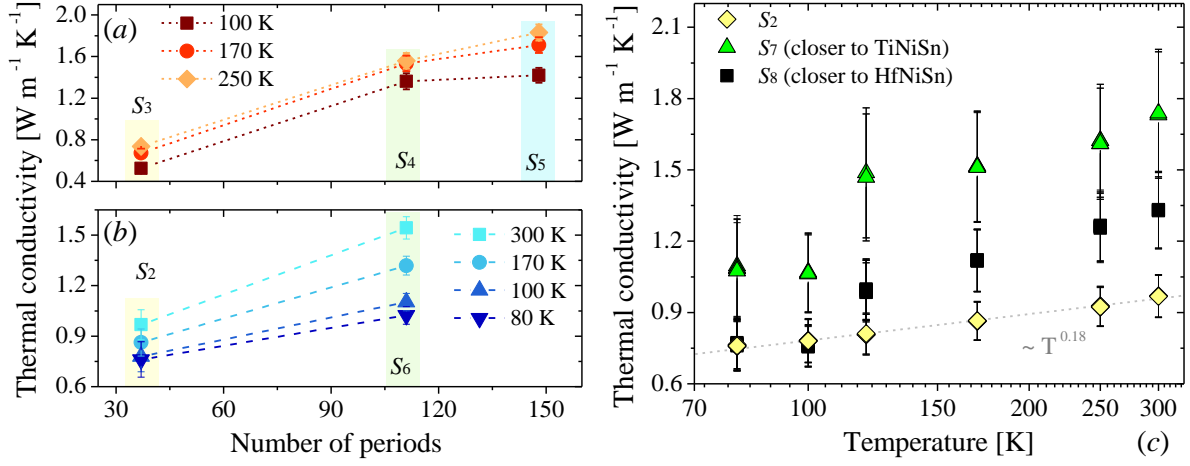 (a)
100 K
170 K
250 K
S3
S4
S5
2.0
1.6
1.2
0.8
0.4
(b)
300 K
170 K
100 K
80 K
S2
S6
1.5
1.2
0.9
0.6
30
60
90
120
150
Thermal conductivity [W m⁻¹ K⁻¹]
Number of periods
S2
S7 (closer to TiNiSn)
S8 (closer to HfNiSn)
2.1
1.8
1.5
1.2
0.9
0.6
~ T^0.18
70
100
150
200
250
300
Thermal conductivity [W m⁻¹ K⁻¹]
Temperature [K]
(c)